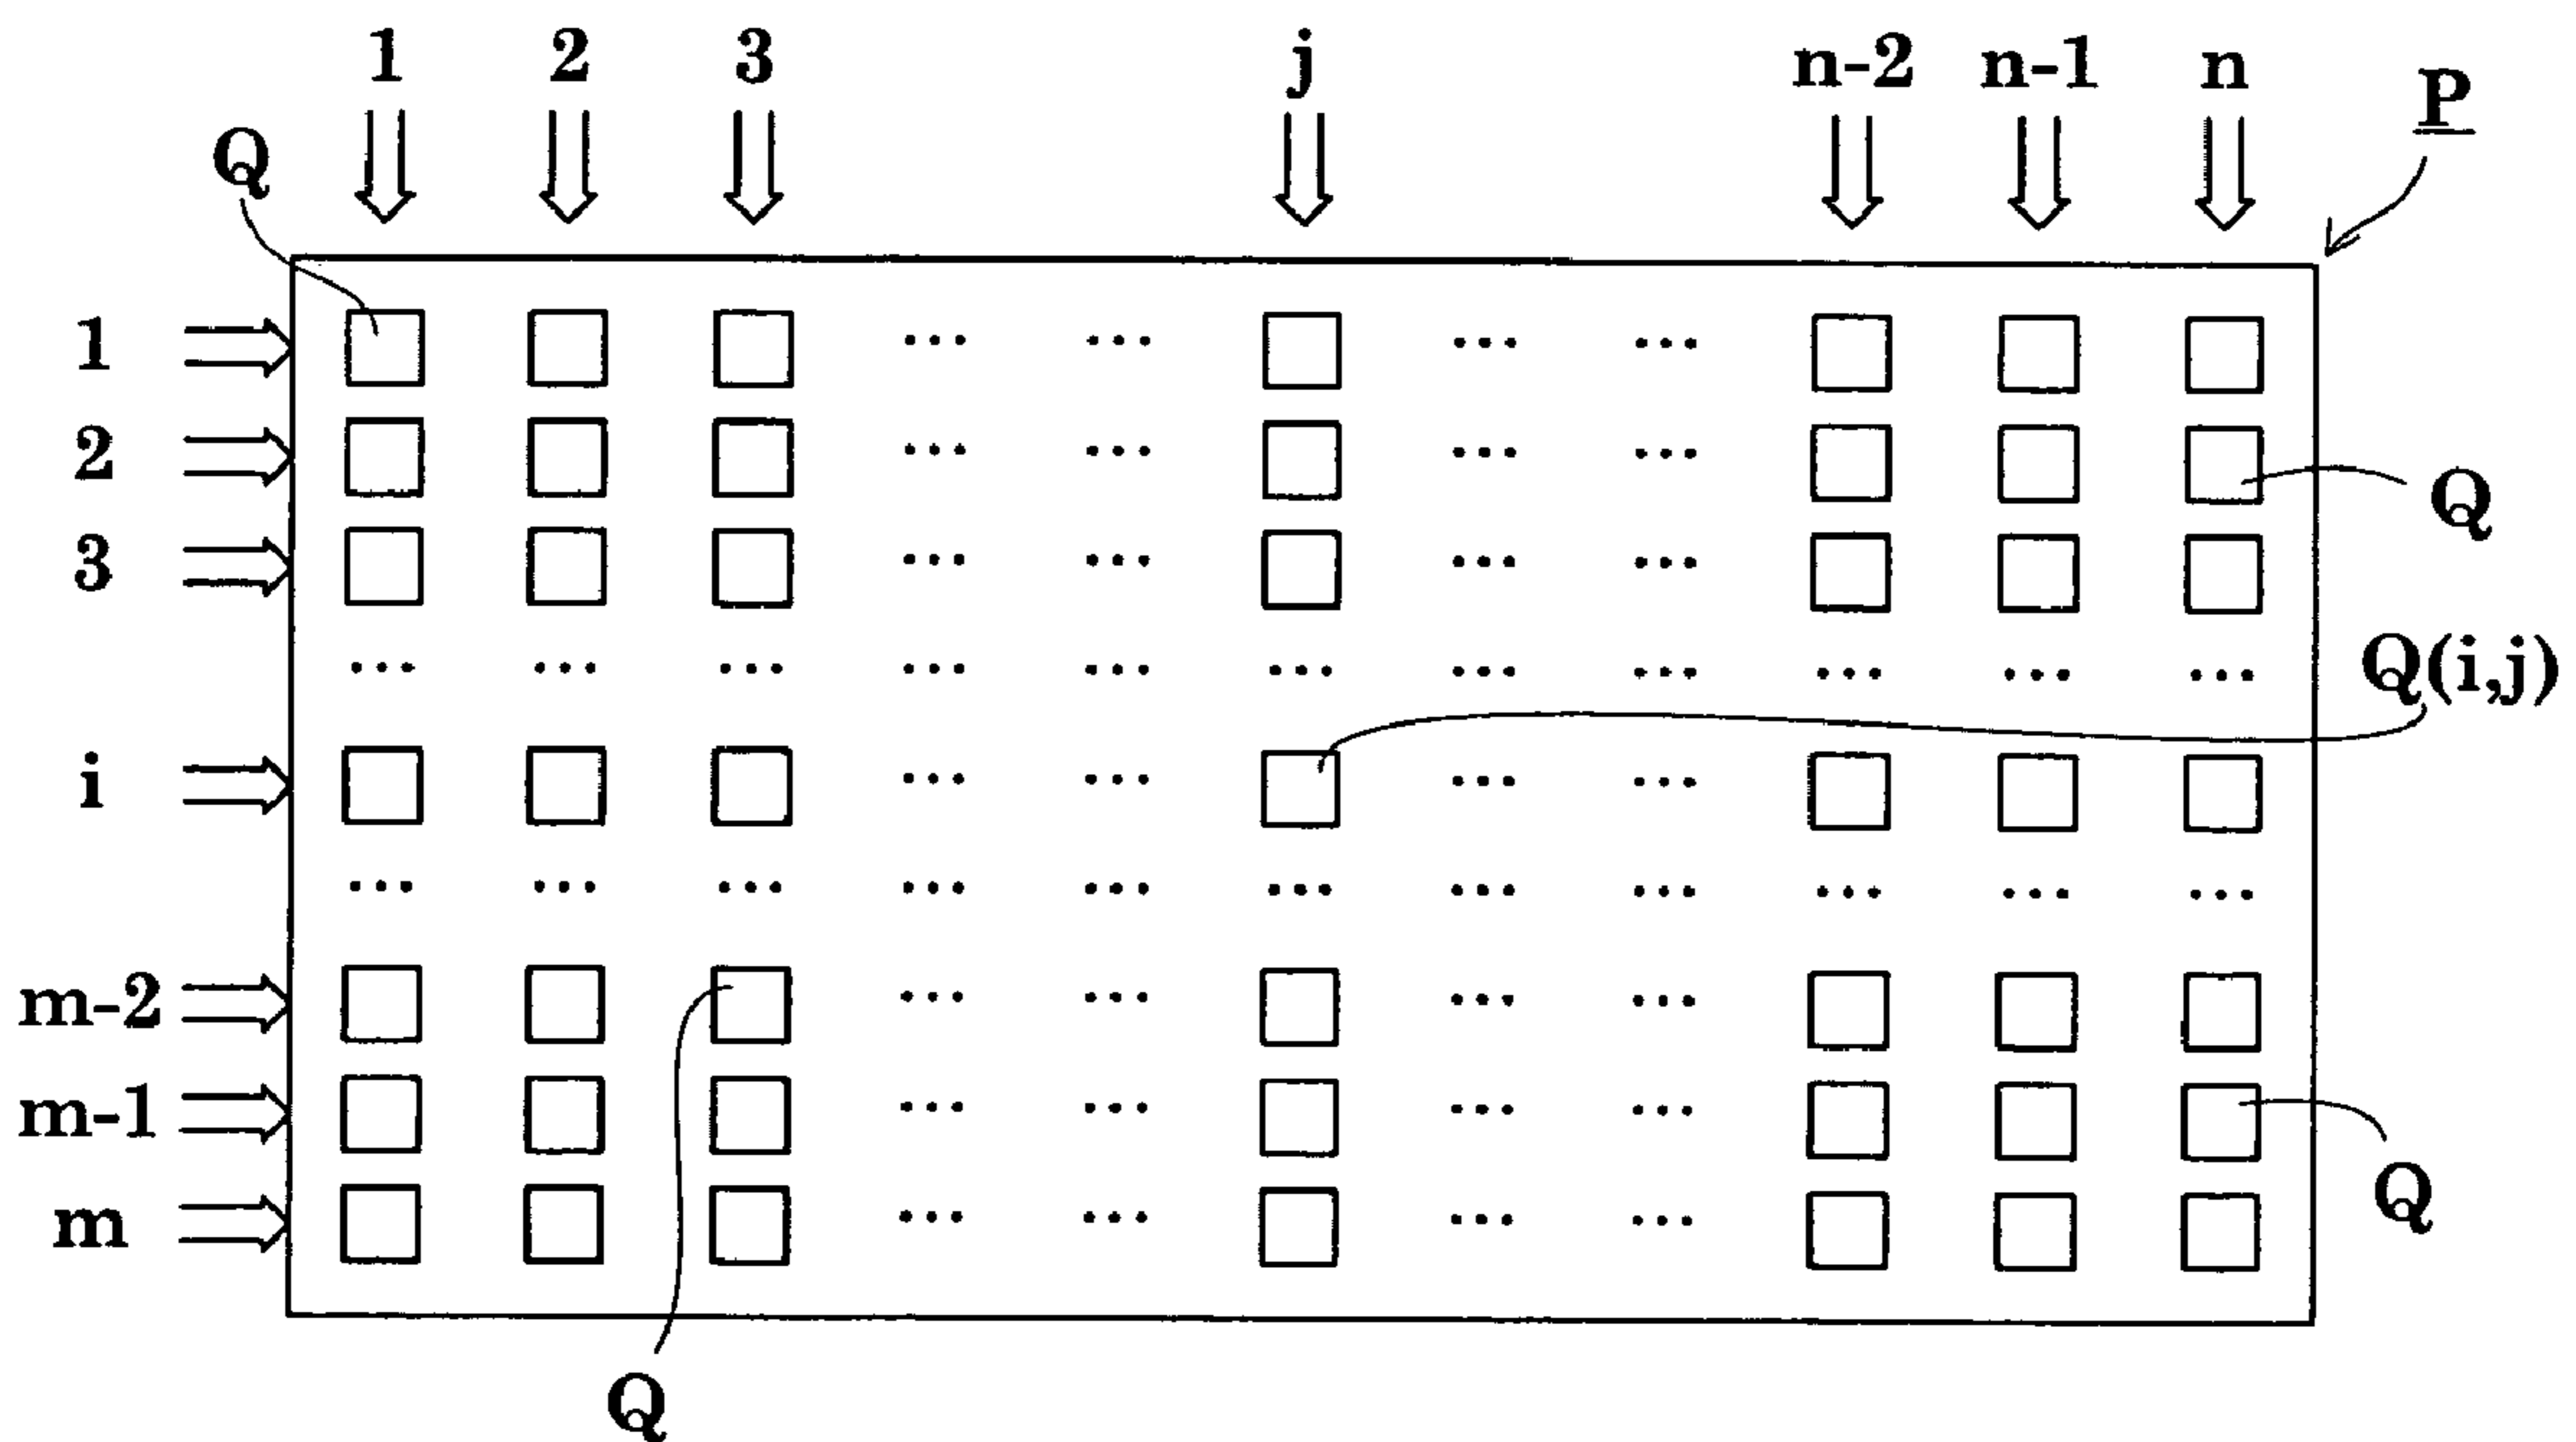 1 2 3 j n-2 n-1 n
P
Q
1 ... ... ... ...
2 ... ... ... ...
Q
3 ... ... ... ...
... ... ... ... ... ... ... ... ... ... ...
Q(i,j)
i ... ... ... ...
... ... ... ... ... ... ... ... ... ... ...
m-2 ... ... ... ...
m-1 ... ... ... ...
Q
m ... ... ... ...
Q